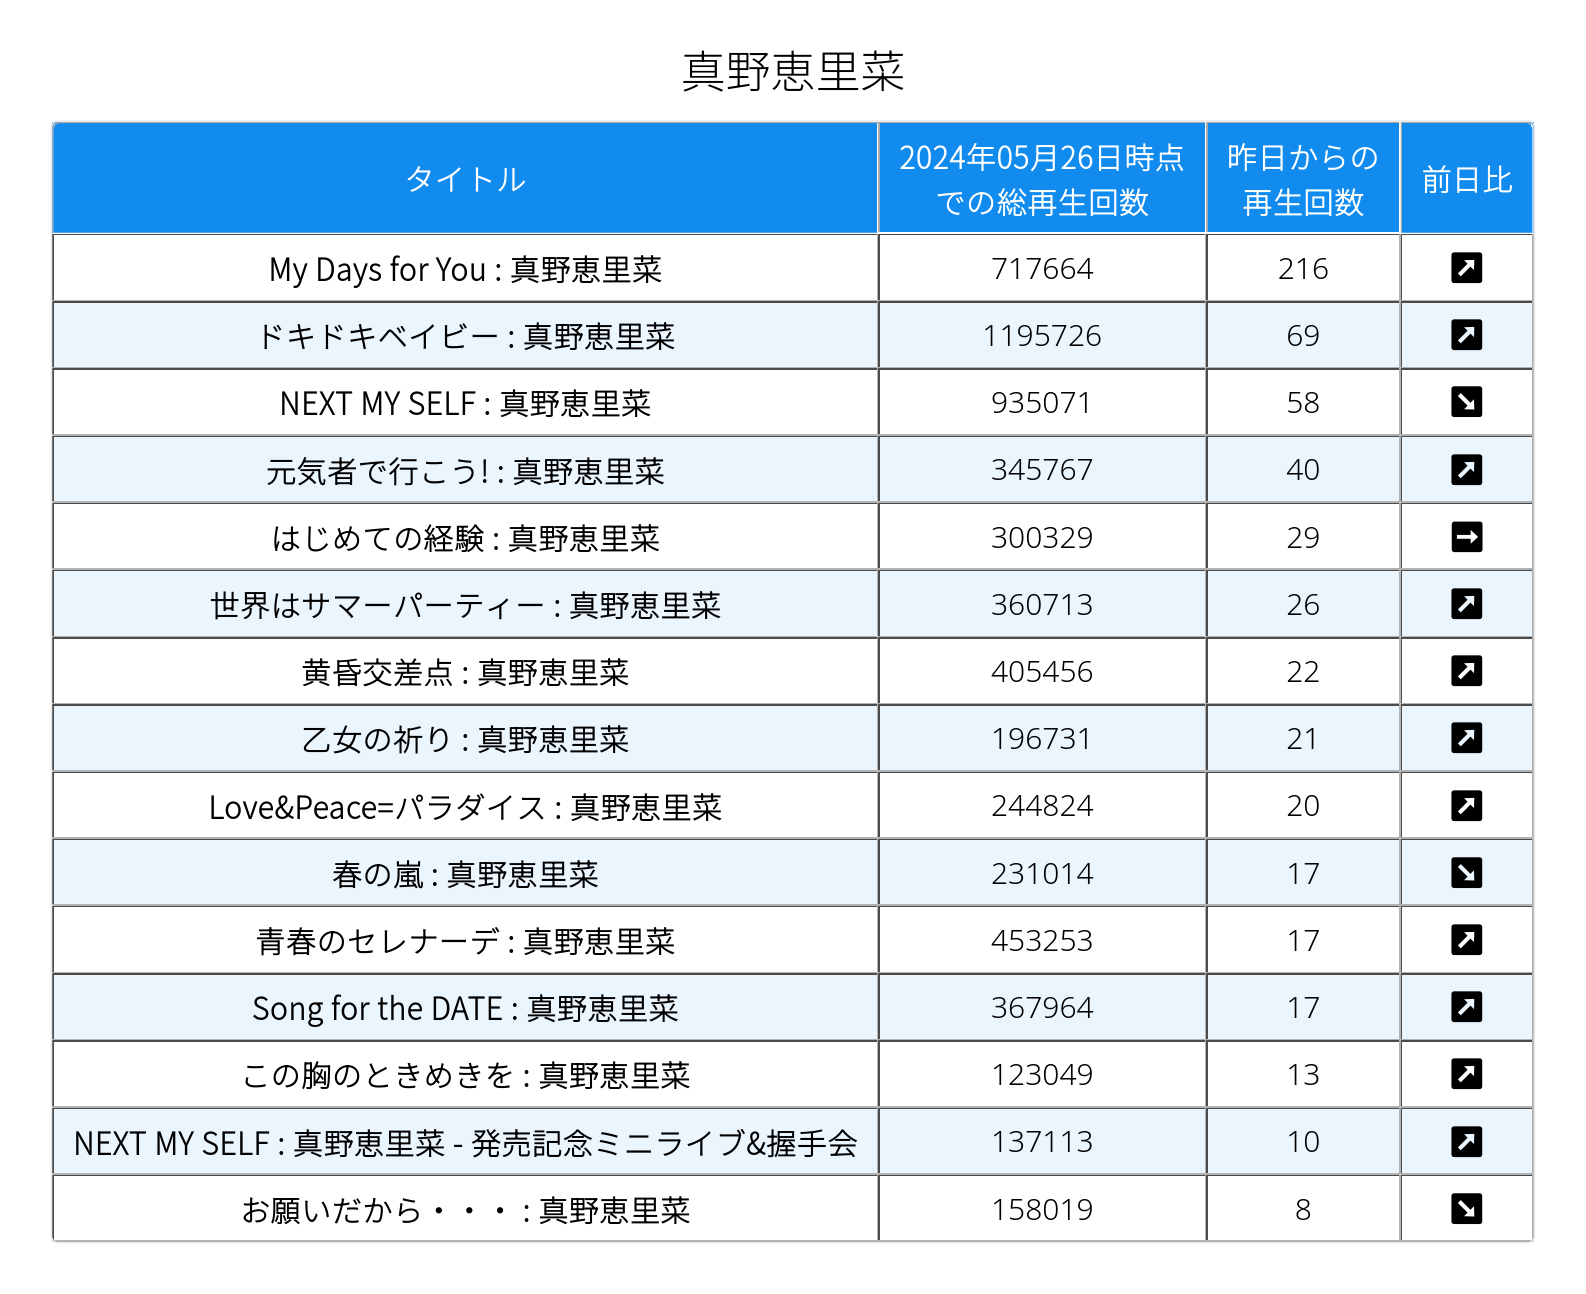 真野恵里菜
タイトル 2024年05月26日時点での総再生回数 昨日からの再生回数 前日比
My Days for You : 真野恵里菜 717664 216 ↗
ドキドキベイビー : 真野恵里菜 1195726 69 ↗
NEXT MY SELF : 真野恵里菜 935071 58 ↘
元気者で行こう! : 真野恵里菜 345767 40 ↗
はじめての経験 : 真野恵里菜 300329 29 →
世界はサマーパーティー : 真野恵里菜 360713 26 ↗
黄昏交差点 : 真野恵里菜 405456 22 ↗
乙女の祈り : 真野恵里菜 196731 21 ↗
Love&Peace=パラダイス : 真野恵里菜 244824 20 ↗
春の嵐 : 真野恵里菜 231014 17 ↘
青春のセレナーデ : 真野恵里菜 453253 17 ↗
Song for the DATE : 真野恵里菜 367964 17 ↗
この胸のときめきを : 真野恵里菜 123049 13 ↗
NEXT MY SELF : 真野恵里菜 - 発売記念ミニライブ&握手会 137113 10 ↗
お願いだから・・・ : 真野恵里菜 158019 8 ↘